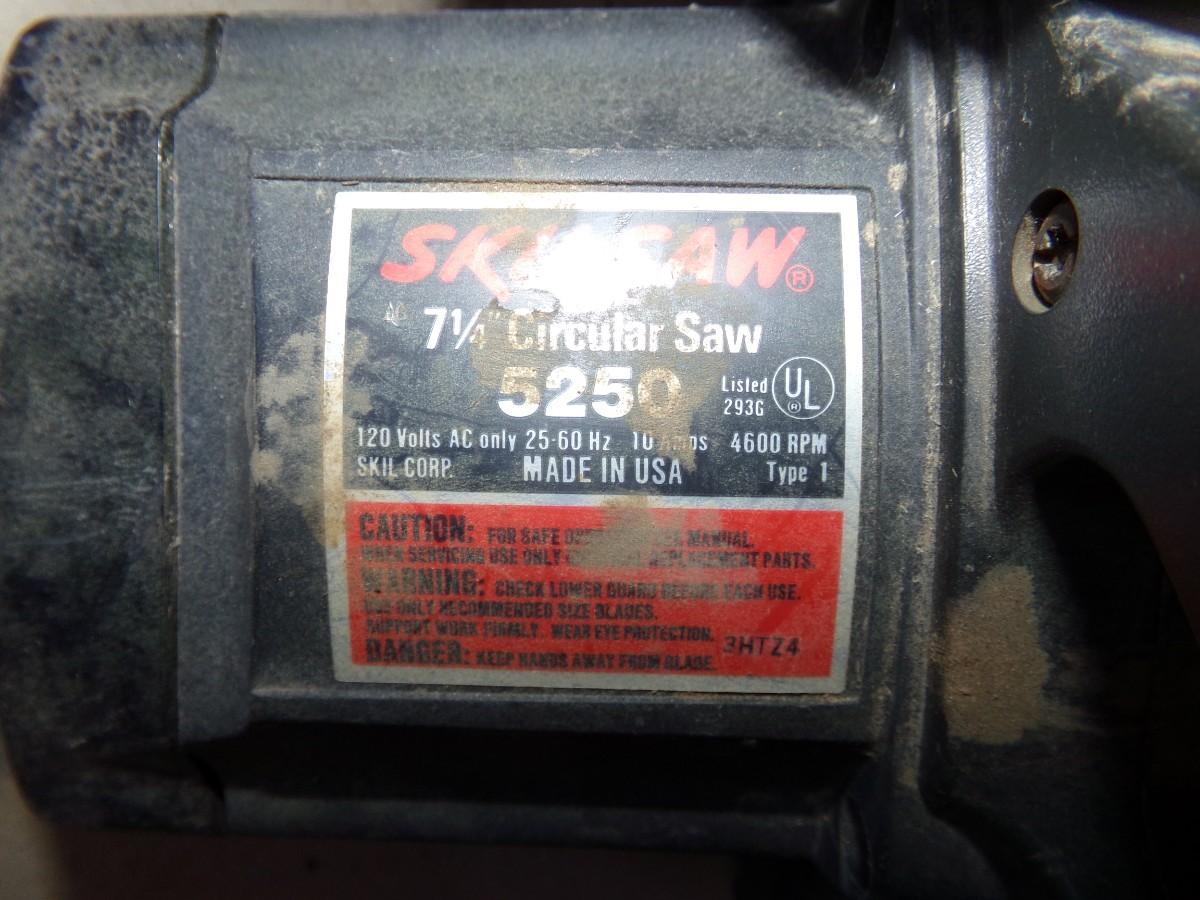 SKILSAW®
7¼" Circular Saw
5250
Listed
293G
UL®
120 Volts AC only 25-60 Hz 10 Amps 4600 RPM
SKIL CORP. MADE IN USA Type 1
CAUTION: FOR SAFE MANUAL.
WHEN SERVICING USE ONLY REPLACEMENT PARTS.
WARNING: CHECK LOWER GUARD BEFORE EACH USE.
USE ONLY RECOMMENDED SIZE BLADES.
SUPPORT WORK FIRMLY. WEAR EYE PROTECTION.
DANGER: KEEP HANDS AWAY FROM BLADE.
3HTZ4